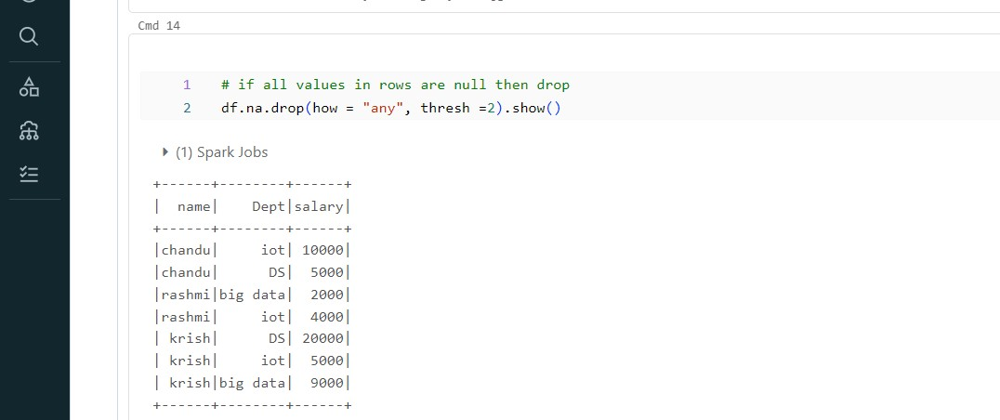 Cmd 14
1 # if all values in rows are null then drop
2 df.na.drop(how = "any", thresh =2).show()
(1) Spark Jobs
+------+--------+------+
|  name|    Dept|salary|
+------+--------+------+
|chandu|     iot| 10000|
|chandu|      DS|  5000|
|rashmi|big data|  2000|
|rashmi|     iot|  4000|
| krish|      DS| 20000|
| krish|     iot|  5000|
| krish|big data|  9000|
+------+--------+------+